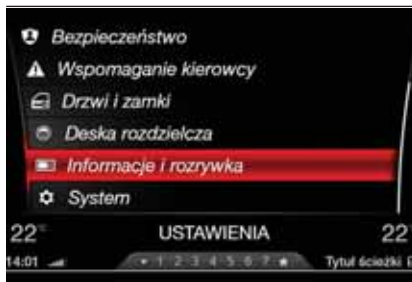 Bezpieczeństwo
Wspomaganie kierowcy
Drzwi i zamki
Deska rozdzielcza
Informacje i rozrywka
System
22° USTAWIENIA 22
14:01 1 2 3 4 5 6 7 Tytuł ścieżki